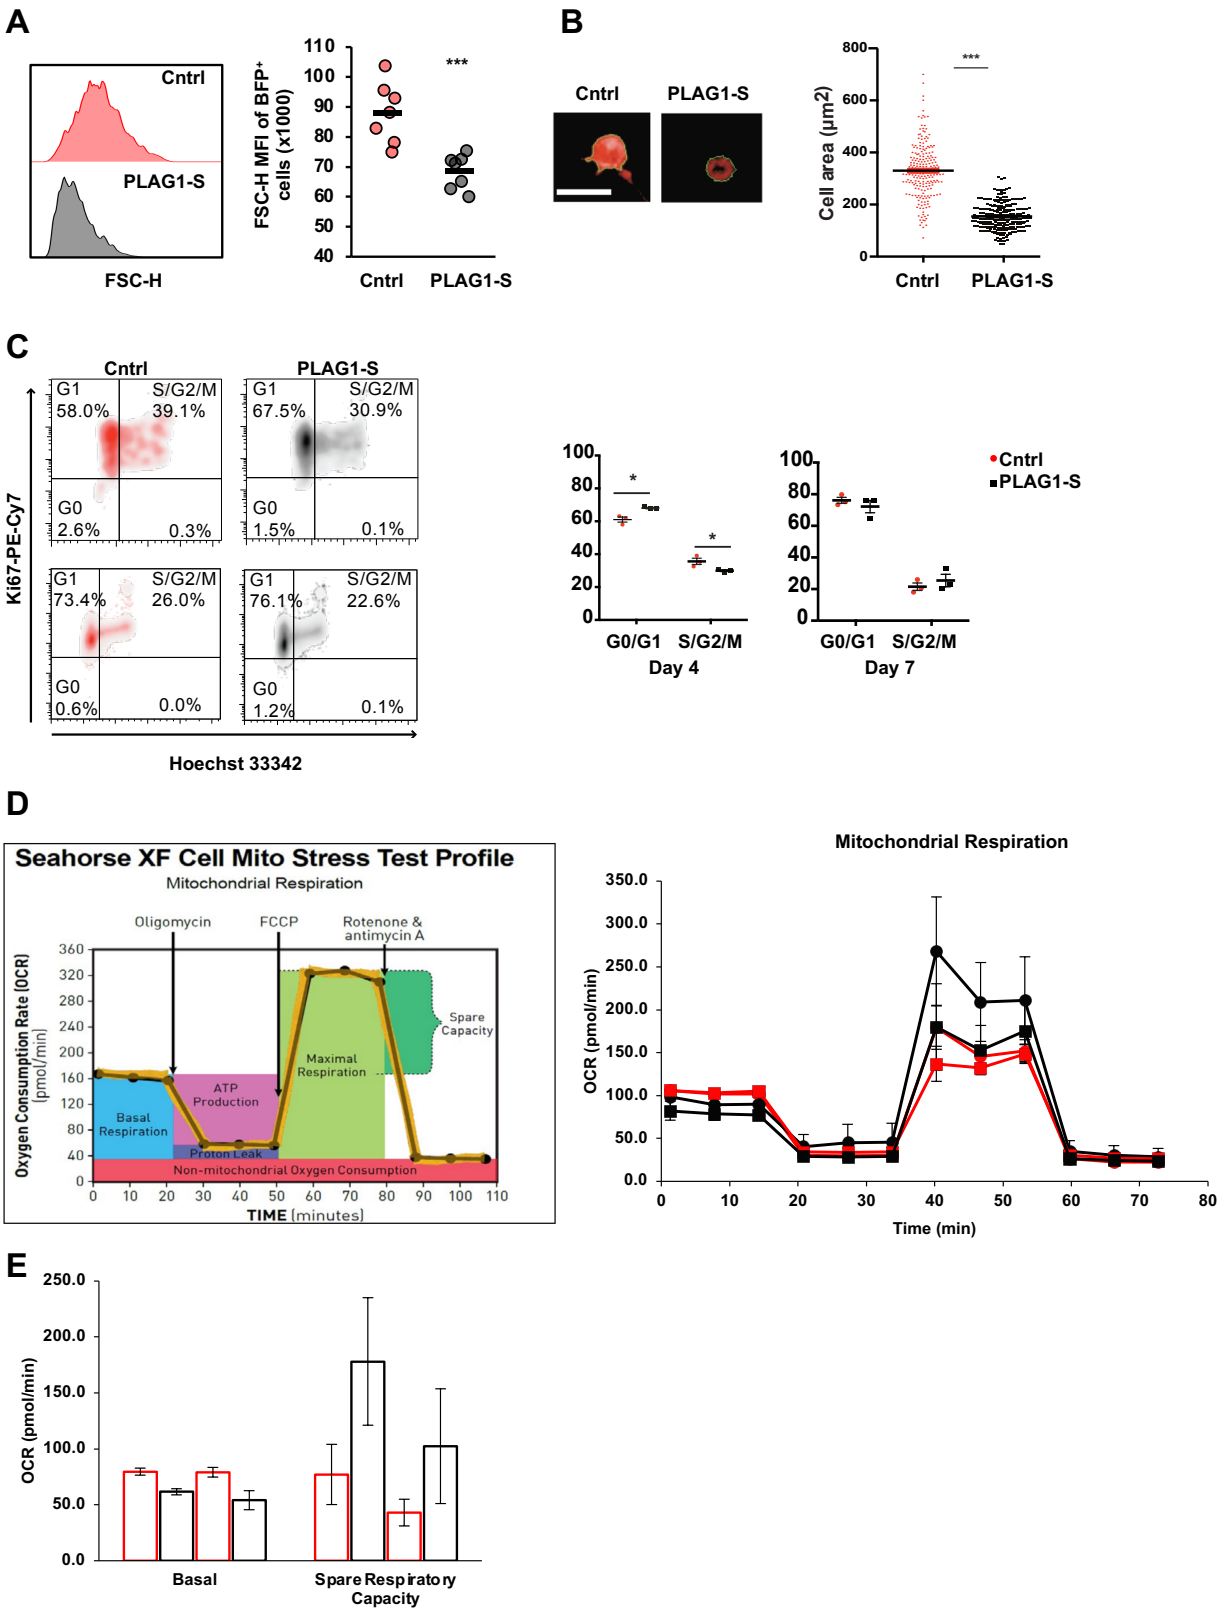 A
Cntrl
PLAG1-S
FSC-H
FSC-H MFI of BFP+
cells (x1000)
110
100
90
80
70
60
50
40
***
Cntrl PLAG1-S
B
Cntrl PLAG1-S
Cell area (µm2)
800
600
400
200
0
***
Cntrl PLAG1-S
C
Cntrl PLAG1-S
Ki67-PE-Cy7
G1 S/G2/M
58.0% 39.1%
G0
2.6% 0.3%
G1 S/G2/M
67.5% 30.9%
G0
1.5% 0.1%
G1 S/G2/M
73.4% 26.0%
G0
0.6% 0.0%
G1 S/G2/M
76.1% 22.6%
G0
1.2% 0.1%
Hoechst 33342
100
80
60
40
20
0
*
*
G0/G1 S/G2/M
Day 4
100
80
60
40
20
0
G0/G1 S/G2/M
Day 7
Cntrl
PLAG1-S
D
Seahorse XF Cell Mito Stress Test Profile
Mitochondrial Respiration
Oligomycin FCCP Rotenone &
antimycin A
Oxygen Consumption Rate (OCR)
(pmol/min)
360
320
280
240
200
160
120
80
40
0
Basal
Respiration
ATP
Production
Proton Leak
Maximal
Respiration
Spare
Capacity
Non-mitochondrial Oxygen Consumption
0 10 20 30 40 50 60 70 80 90 100 110
TIME (minutes)
Mitochondrial Respiration
OCR (pmol/min)
350.0
300.0
250.0
200.0
150.0
100.0
50.0
0.0
0 10 20 30 40 50 60 70 80
Time (min)
E
OCR (pmol/min)
250.0
200.0
150.0
100.0
50.0
0.0
Basal Spare Respiratory
Capacity